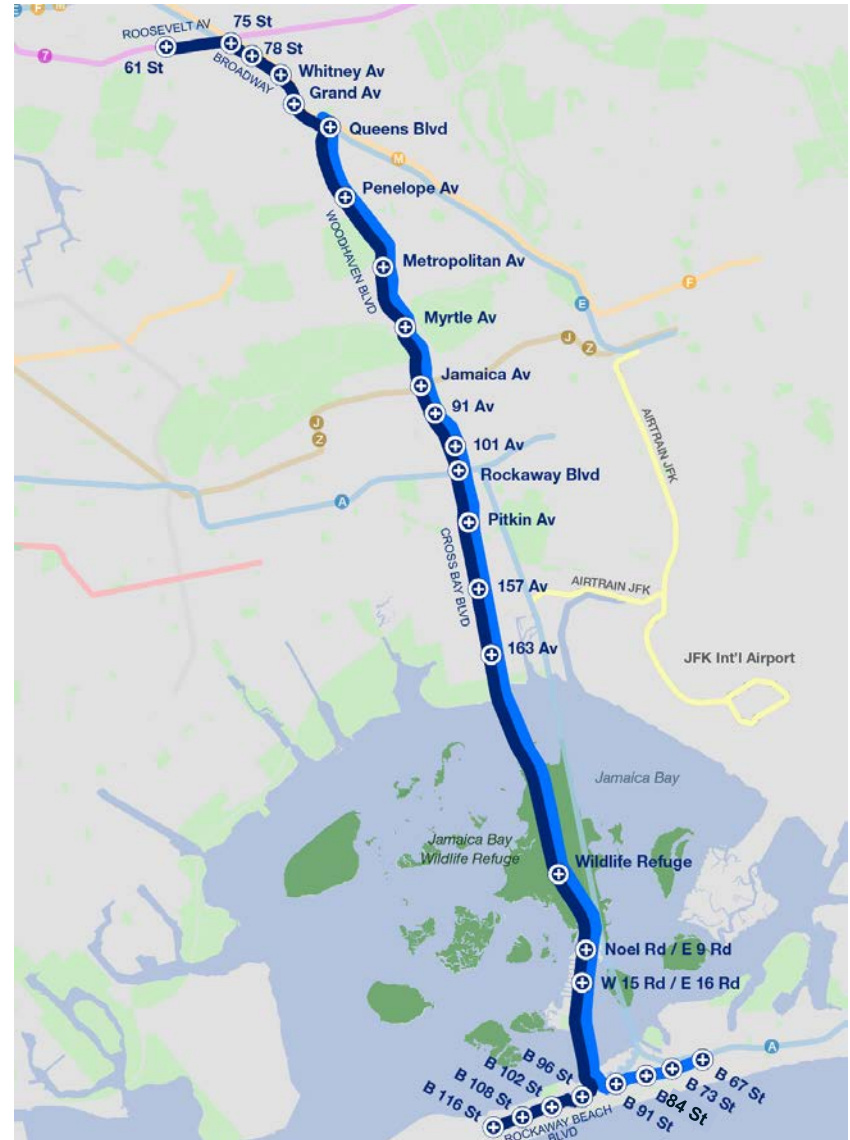 E
F
M
ROOSEVELT AV
75 St
7
61 St
78 St
BROADWAY
Whitney Av
Grand Av
Queens Blvd
M
Penelope Av
WOODHAVEN BLVD
Metropolitan Av
E
F
Myrtle Av
J
Z
Jamaica Av
91 Av
J
Z
101 Av
AIRTRAIN JFK
Rockaway Blvd
A
Pitkin Av
CROSS BAY BLVD
157 Av
AIRTRAIN JFK
163 Av
JFK Int'l Airport
Jamaica Bay
Jamaica Bay
Wildlife Refuge
Wildlife Refuge
Noel Rd / E 9 Rd
W 15 Rd / E 16 Rd
A
B 96 St
B 102 St
B 108 St
B 116 St
B 67 St
B 73 St
B84 St
B 91 St
ROCKAWAY BEACH
BLVD